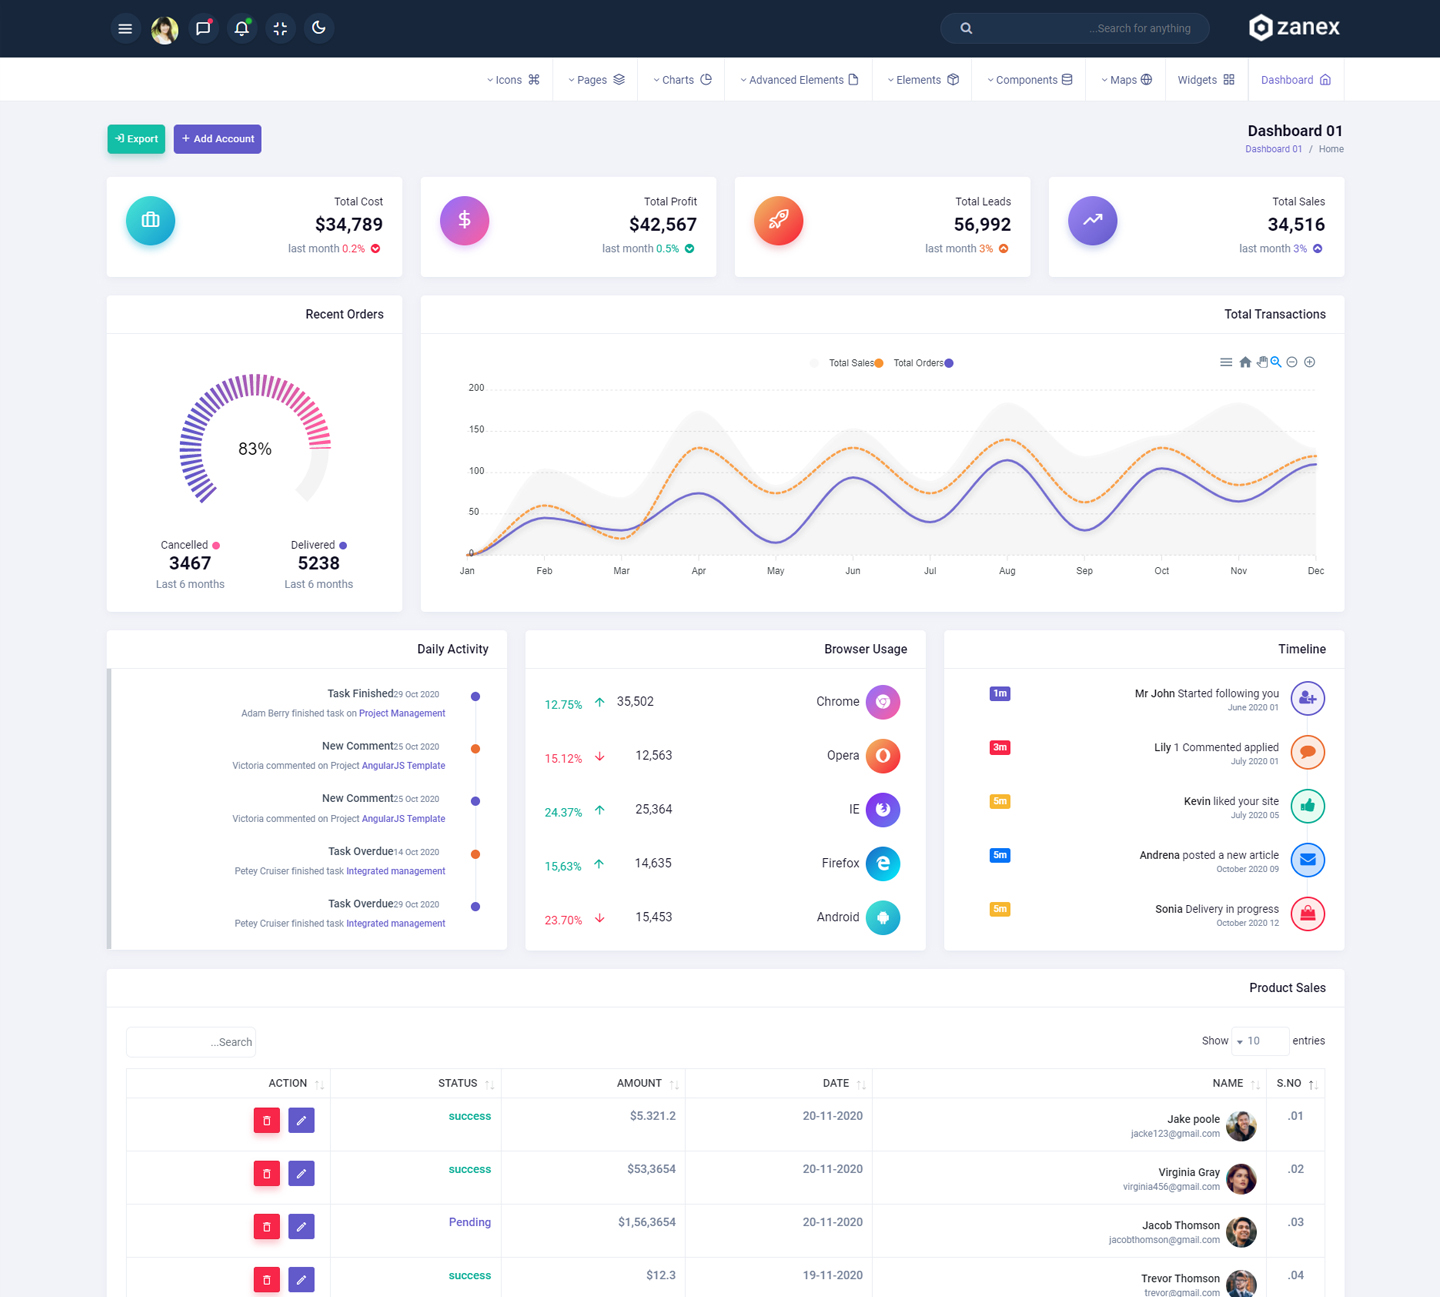 ...Search for anything
zanex
Icons
Pages
Charts
Advanced Elements
Elements
Components
Maps
Widgets
Dashboard
Export
+ Add Account
Dashboard 01
Dashboard 01 / Home
Total Cost
$34,789
last month 0.2%
Total Profit
$42,567
last month 0.5%
Total Leads
56,992
last month 3%
Total Sales
34,516
last month 3%
Recent Orders
83%
Cancelled
3467
Last 6 months
Delivered
5238
Last 6 months
Total Transactions
Total Sales
Total Orders
200
150
100
50
0
Jan Feb Mar Apr May Jun Jul Aug Sep Oct Nov Dec
Daily Activity
Task Finished 29 Oct 2020
Adam Berry finished task on Project Management
New Comment 25 Oct 2020
Victoria commented on Project AngularJS Template
New Comment 25 Oct 2020
Victoria commented on Project AngularJS Template
Task Overdue 14 Oct 2020
Petey Cruiser finished task Integrated management
Task Overdue 29 Oct 2020
Petey Cruiser finished task Integrated management
Browser Usage
12.75% 35,502 Chrome
15.12% 12,563 Opera
24.37% 25,364 IE
15,63% 14,635 Firefox
23.70% 15,453 Android
Timeline
1m Mr John Started following you
June 2020 01
3m Lily 1 Commented applied
July 2020 01
5m Kevin liked your site
July 2020 05
5m Andrena posted a new article
October 2020 09
5m Sonia Delivery in progress
October 2020 12
Product Sales
...Search
Show 10 entries
ACTION STATUS AMOUNT DATE NAME S.NO
success $5.321.2 20-11-2020 Jake poole .01
jacke123@gmail.com
success $53,3654 20-11-2020 Virginia Gray .02
virginia456@gmail.com
Pending $1,56,3654 20-11-2020 Jacob Thomson .03
jacobthomson@gmail.com
success $12.3 19-11-2020 Trevor Thomson .04
trevor@gmail.com